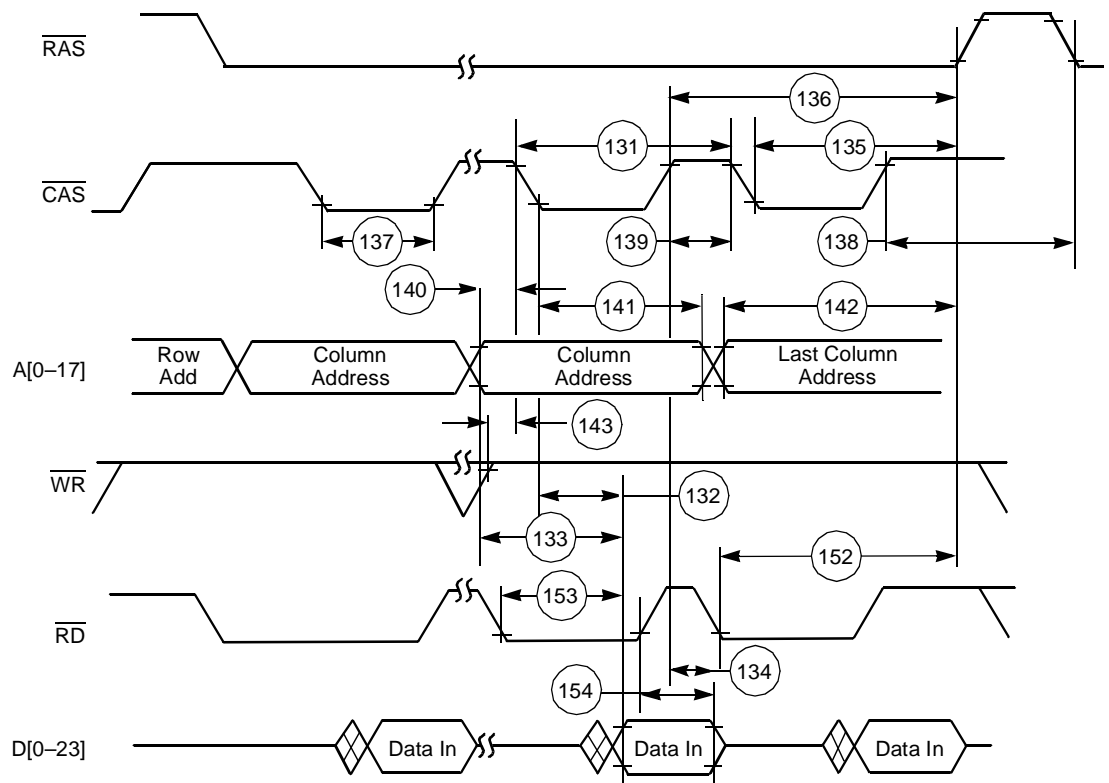 RAS
136
131
135
CAS
137
139
138
140
141
142
A[0–17]
Row
Add
Column
Address
Column
Address
Last Column
Address
143
WR
132
133
152
153
RD
134
154
D[0–23]
Data In
Data In
Data In